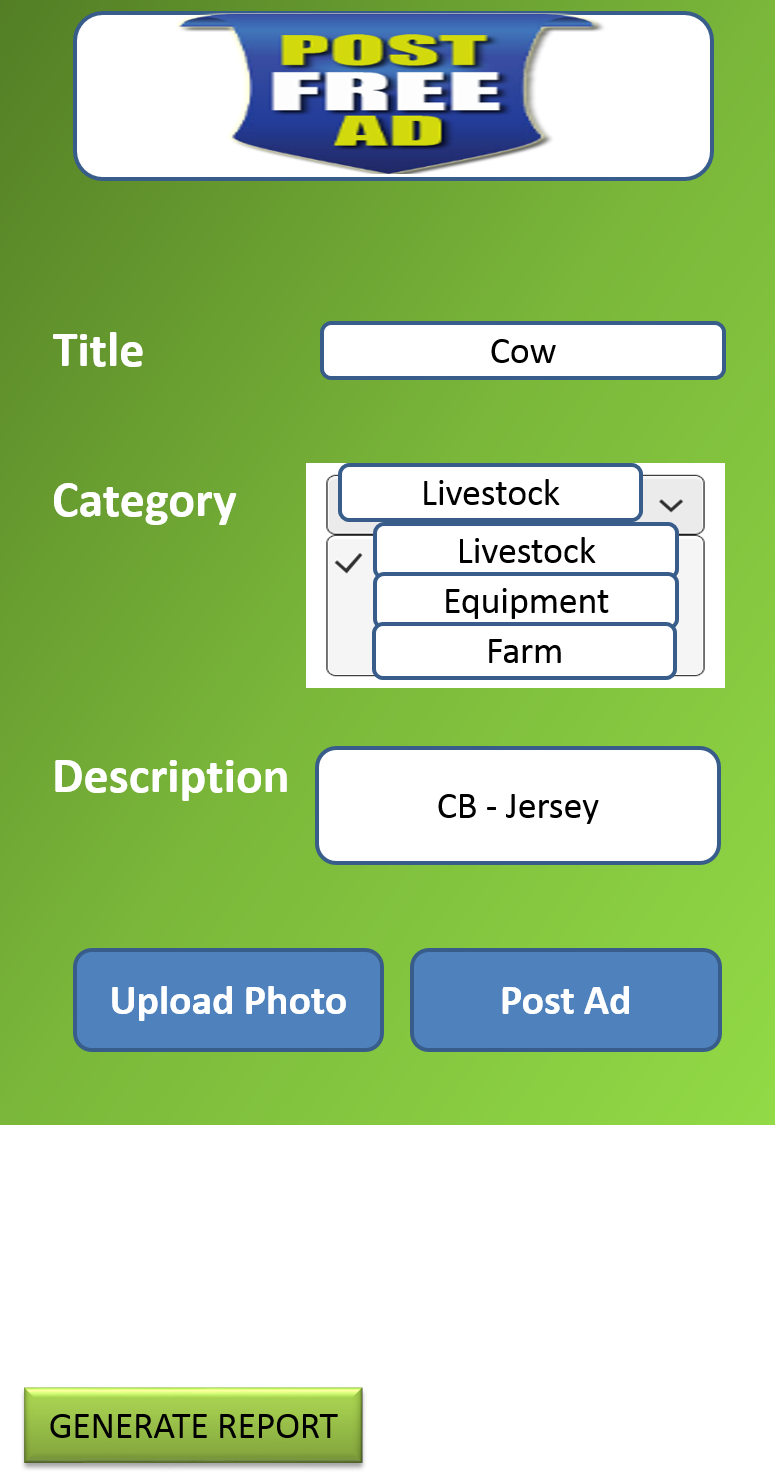 POST
FREE
AD
Title
Cow
Category
Livestock
Livestock
Equipment
Farm
Description
CB - Jersey
Upload Photo
Post Ad
GENERATE REPORT